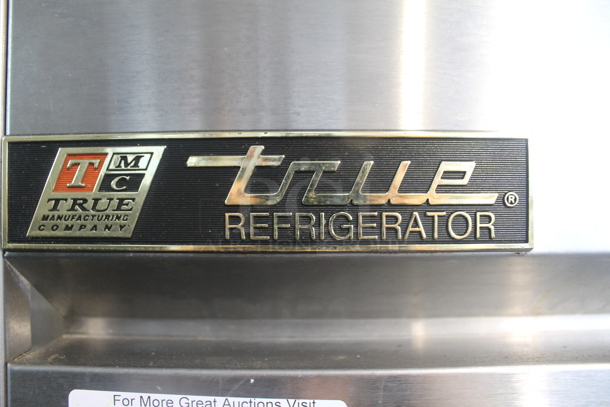 T M
C
TRUE
MANUFACTURING
COMPANY
true®
REFRIGERATOR
For More Great Auctions Visit